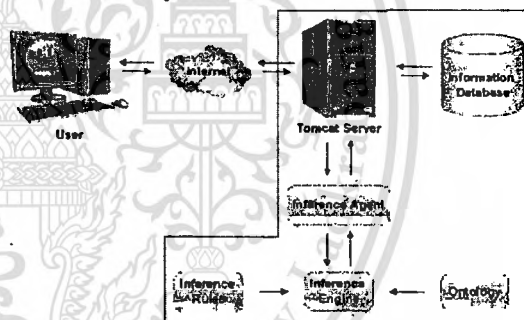 Internet
Information
Database
User
Tomcat Server
Inference Agent
Inference
Rules
Inference
Engine
Ontology